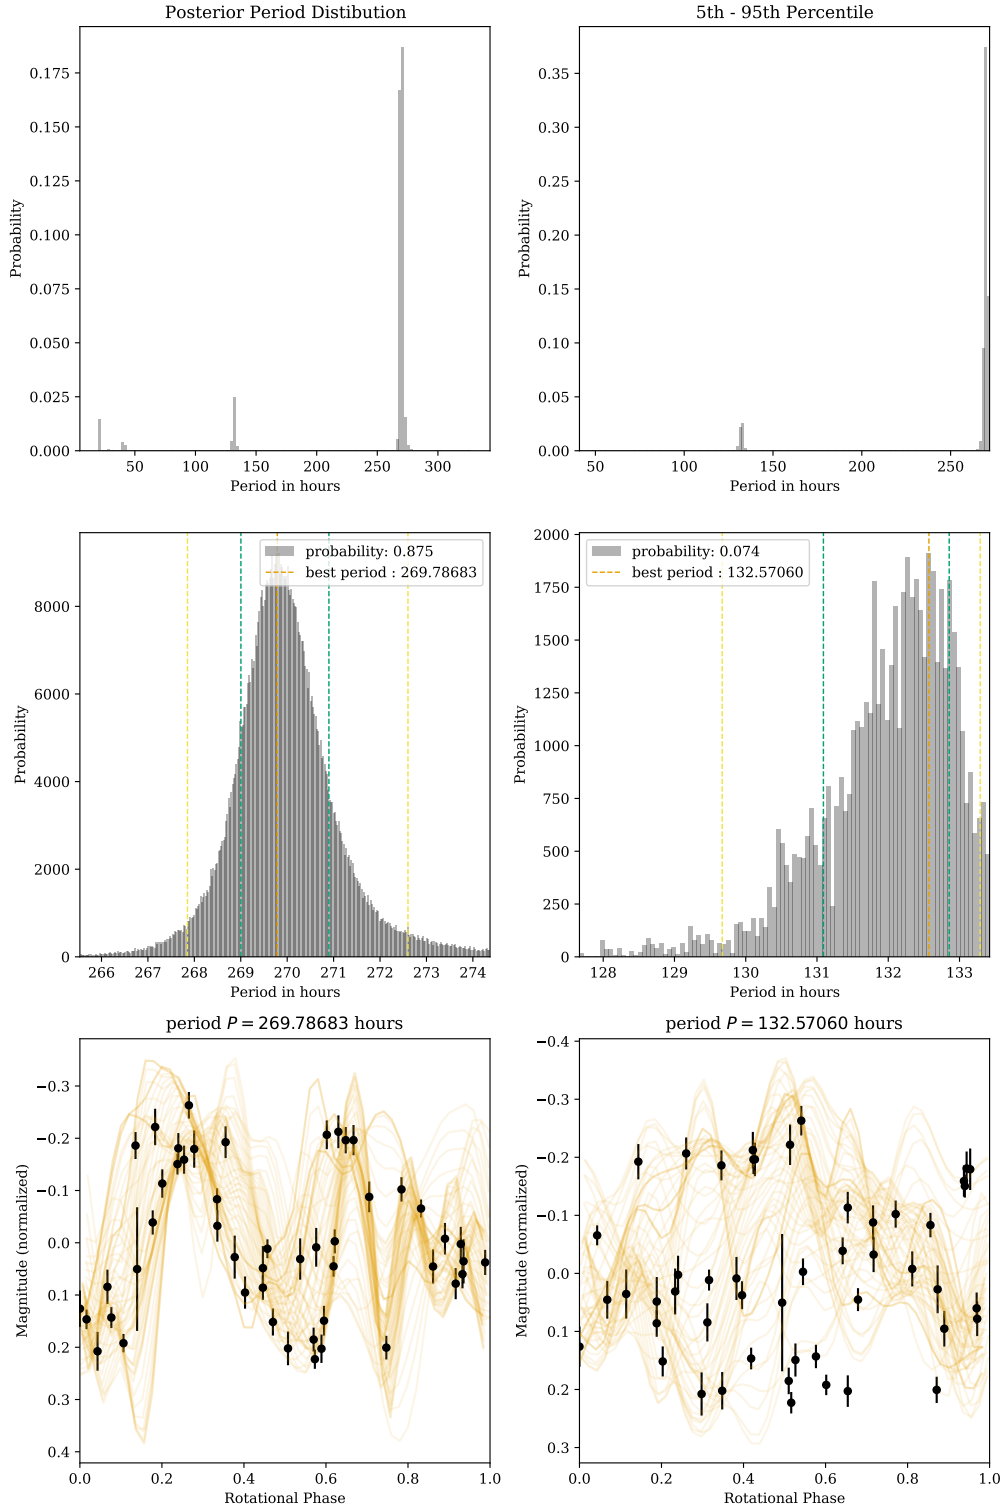 Posterior Period Distibution
5th - 95th Percentile
0.175
0.150
0.125
0.100
0.075
0.050
0.025
0.000
Probability
50 100 150 200 250 300
Period in hours
0.35
0.30
0.25
0.20
0.15
0.10
0.05
0.00
Probability
50 100 150 200 250
Period in hours
probability: 0.875
best period : 269.78683
8000
6000
4000
2000
0
Probability
266 267 268 269 270 271 272 273 274
Period in hours
probability: 0.074
best period : 132.57060
2000
1750
1500
1250
1000
750
500
250
0
Probability
128 129 130 131 132 133
Period in hours
period P = 269.78683 hours
−0.3
−0.2
−0.1
0.0
0.1
0.2
0.3
0.4
Magnitude (normalized)
0.0 0.2 0.4 0.6 0.8 1.0
Rotational Phase
period P = 132.57060 hours
−0.4
−0.3
−0.2
−0.1
0.0
0.1
0.2
0.3
Magnitude (normalized)
0.0 0.2 0.4 0.6 0.8 1.0
Rotational Phase